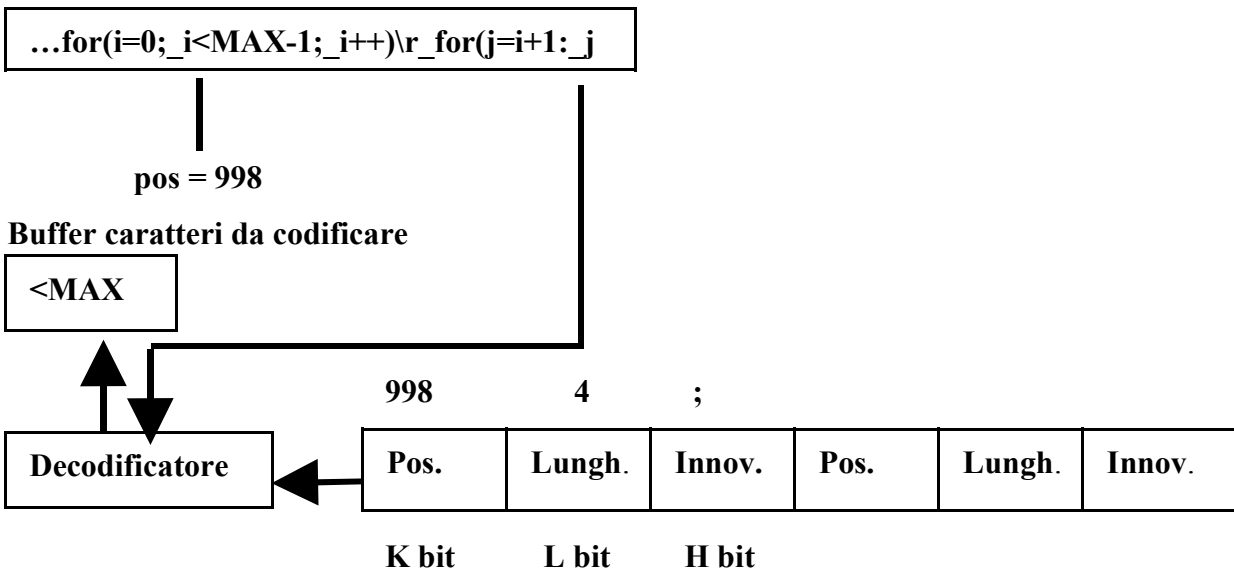 …for(i=0;_i<MAX-1;_i++)\r_for(j=i+1:_j
pos = 998
Buffer caratteri da codificare
<MAX
998 4 ;
Decodificatore Pos. Lungh. Innov. Pos. Lungh. Innov.
K bit L bit H bit